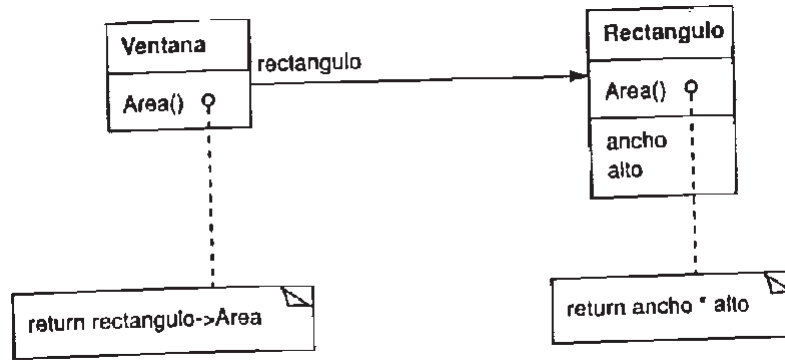 Ventana
Area()
rectangulo
Rectangulo
Area()
ancho
alto
return rectangulo->Area
return ancho * alto